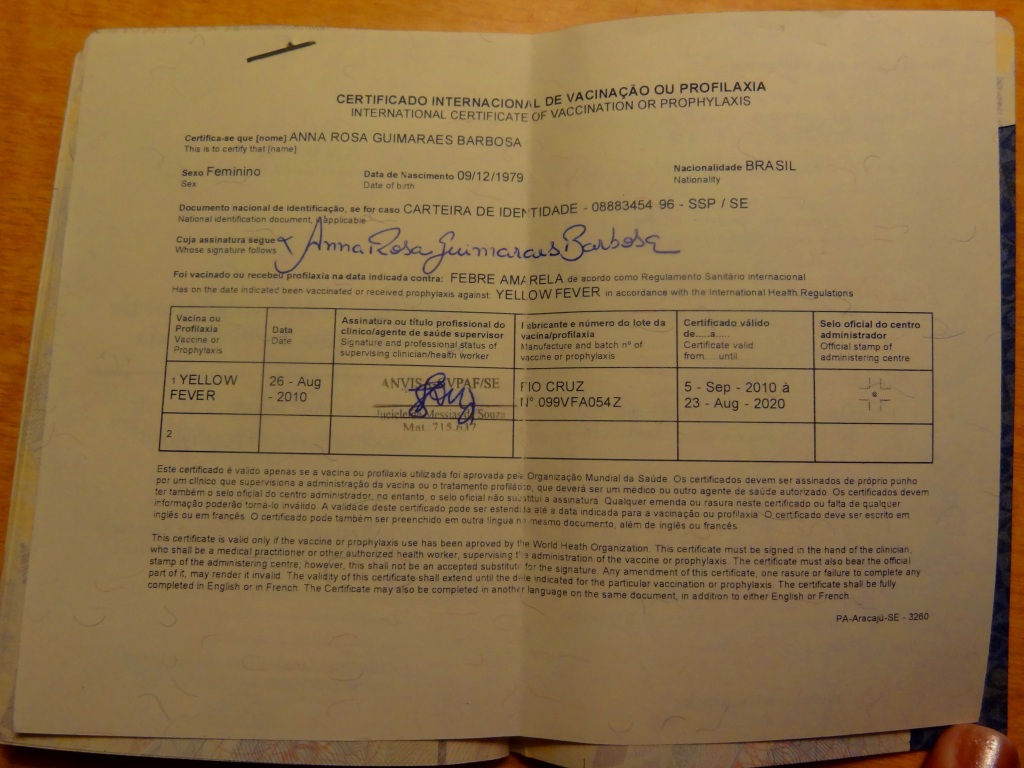 CERTIFICADO INTERNACIONAL DE VACINAÇÃO OU PROFILAXIA
INTERNATIONAL CERTIFICATE OF VACCINATION OR PROPHYLAXIS
Certifica-se que [nome] ANNA ROSA GUIMARAES BARBOSA
This is to certify that [name]
Sexo Feminino Data de Nascimento 09/12/1979 Nacionalidade BRASIL
Sex Date of birth Nationality
Documento nacional de identificação, se for caso CARTEIRA DE IDENTIDADE - 08883454 96 - SSP / SE
National identification document, if applicable
Cuja assinatura segue Anna Rosa Guimaraes Barbosa
Whose signature follows
Foi vacinado ou recebeu profilaxia na data indicada contra: FEBRE AMARELA de acordo como Regulamento Sanitário internacional
Has on the date indicated been vaccinated or received prophylaxis against: YELLOW FEVER in accordance with the International Health Regulations
Vacina ou Profilaxia
Vaccine or Prophylaxis
Data
Date
Assinatura ou título profissional do clínico/agente de saúde supervisor
Signature and professional status of supervising clinician/health worker
Fabricante e número do lote da vacina/profilaxia
Manufacture and batch nº of vaccine or prophylaxis
Certificado válido de.....a.....
Certificate valid from... until...
Selo oficial do centro administrador
Official stamp of administering centre
1 YELLOW FEVER
26 - Aug - 2010
ANVISA VPAF/SE
Messias de Souza
Mat. 715.637
FIO CRUZ
Nº 099VFA054Z
5 - Sep - 2010 à
23 - Aug - 2020
2
Este certificado é valido apenas se a vacina ou profilaxia utilizada foi aprovada pela Organização Mundial da Saúde. Os certificados devem ser assinados de próprio punho
por um clínico que supervisiona a administração da vacina ou o tratamento profilático, que deverá ser um médico ou outro agente de saúde autorizado. Os certificados devem
ter também o selo oficial do centro administrador, no entanto, o selo oficial não substitui a assinatura. Qualquer emenda ou rasura neste certificado ou falta de qualquer
informação poderão torná-lo inválido. A validade deste certificado pode ser estendida até a data indicada para a vacinação ou profilaxia. O certificado deve ser escrito em
inglês ou em francês. O certificado pode também ser preenchido em outra língua no mesmo documento, além de inglês ou francês.
This certificate is valid only if the vaccine or prophylaxis use has been aproved by the World Heath Organization. This certificate must be signed in the hand of the clinician,
who shall be a medical practitioner or other authorized health worker, supervising the administration of the vaccine or prophylaxis. The certificate must also bear the official
stamp of the administering centre; however, this shall not be an accepted substitute for the signature. Any amendment of this certificate, one rasure or failure to complete any
part of it, may render it invalid. The validity of this certificate shall extend until the date indicated for the particular vaccination or prophylaxis. The certificate shall be fully
completed in English or in French. The Certificate may also be completed in another language on the same document, in addition to either English or French.
PA-Aracajú-SE - 3260